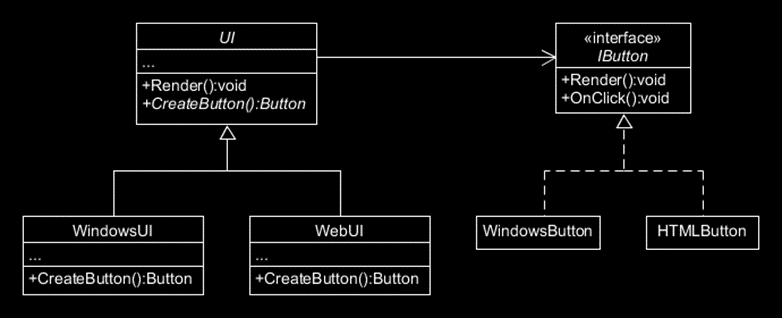 UI
...
+Render():void
+CreateButton():Button
«interface»
IButton
+Render():void
+OnClick():void
WindowsUI
...
+CreateButton():Button
WebUI
...
+CreateButton():Button
WindowsButton
HTMLButton